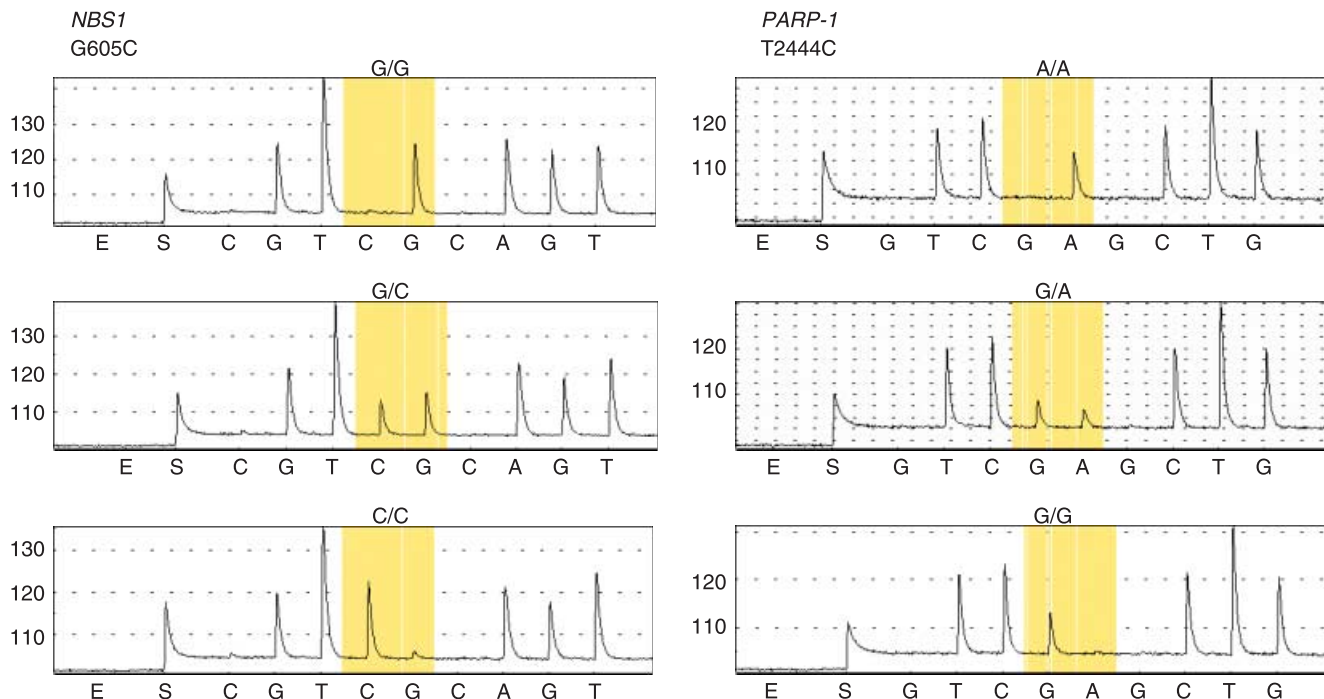 NBS1
G605C
G/G
130
120
110
E S C G T C G C A G T
G/C
130
120
110
E S C G T C G C A G T
C/C
130
120
110
E S C G T C G C A G T
PARP-1
T2444C
A/A
120
110
E S G T C G A G C T G
G/A
120
110
E S G T C G A G C T G
G/G
120
110
E S G T C G A G C T G